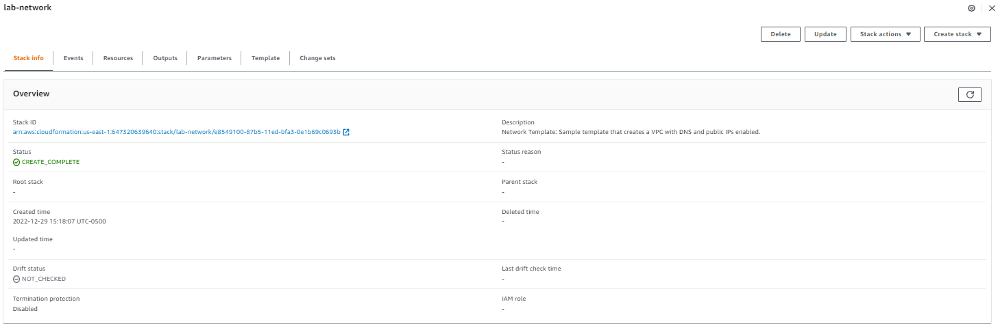 lab-network
Delete
Update
Stack actions
Create stack
Stack info
Events
Resources
Outputs
Parameters
Template
Change sets
Overview
Stack ID
arn:aws:cloudformation:us-east-1:647320639640:stack/lab-network/e8549100-87b5-11ed-bfa3-0e1b69c0693b
Description
Network Template: Sample template that creates a VPC with DNS and public IPs enabled.
Status
CREATE_COMPLETE
Status reason
-
Root stack
-
Parent stack
-
Created time
2022-12-29 15:18:07 UTC-0500
Deleted time
-
Updated time
-
Drift status
NOT_CHECKED
Last drift check time
-
Termination protection
Disabled
IAM role
-